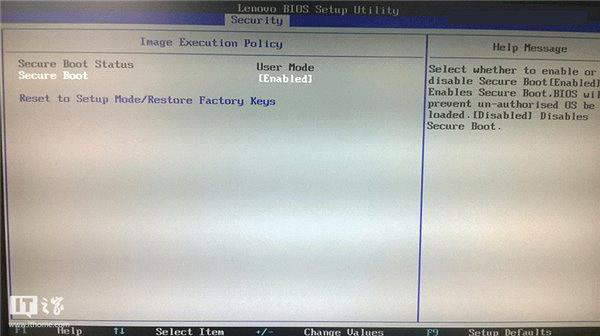 Lenovo BIOS Setup Utility
Security
Image Execution Policy
Help Message
Secure Boot Status User Mode
Secure Boot [Enabled]
Reset to Setup Mode/Restore Factory Keys
Select whether to enable or
disable Secure Boot[Enabled]
Enables Secure Boot,BIOS wil
prevent un-authorised OS be
loaded.[Disabled] Disables
Secure Boot.
IT之家
www.ithome.com
F1 Help ↑↓ Select Item +/- Change Values F9 Setup Defaults